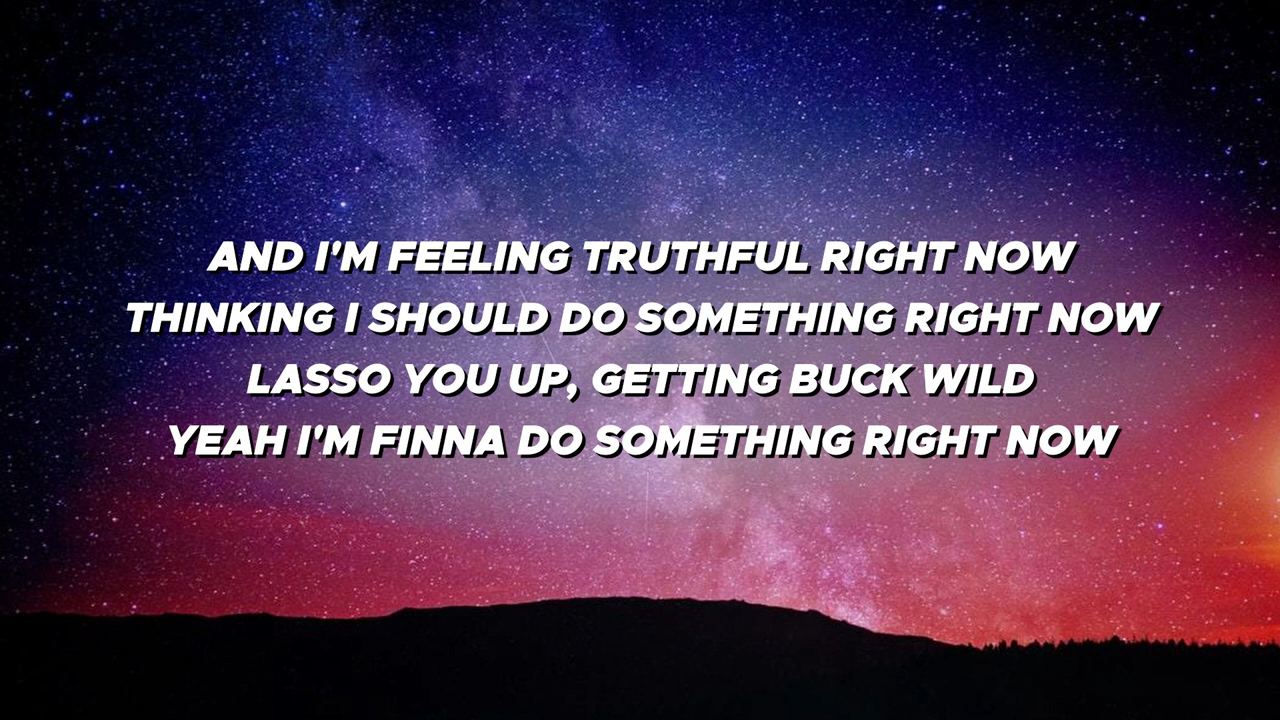 AND I'M FEELING TRUTHFUL RIGHT NOW
THINKING I SHOULD DO SOMETHING RIGHT NOW
LASSO YOU UP, GETTING BUCK WILD
YEAH I'M FINNA DO SOMETHING RIGHT NOW